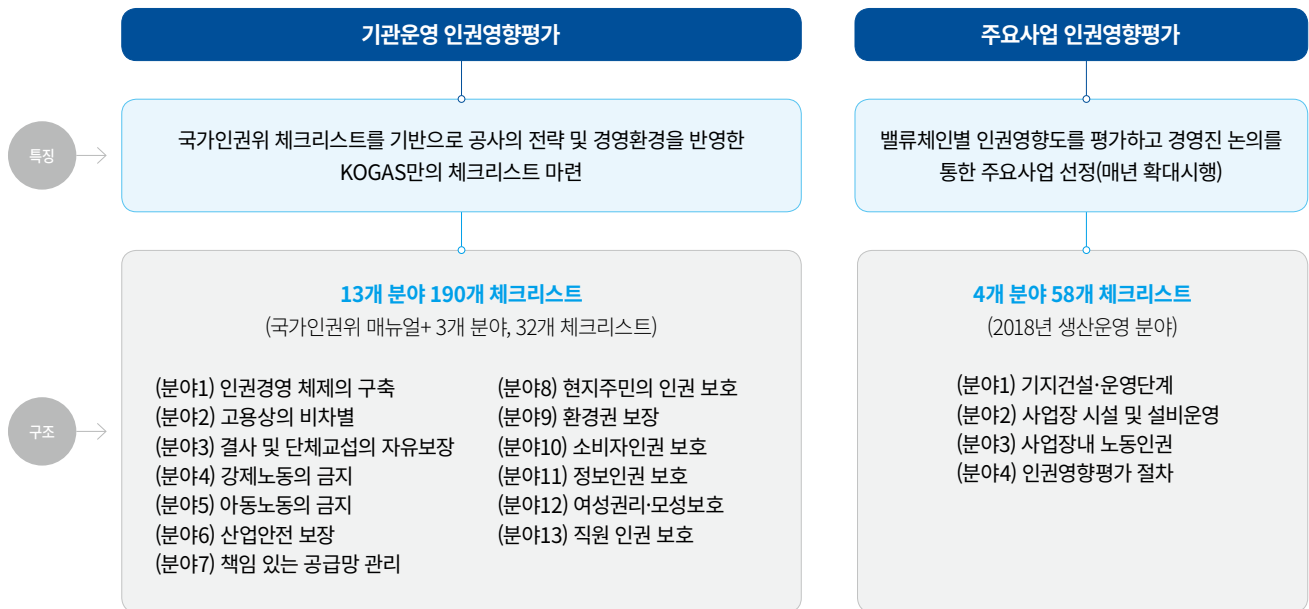 기관운영 인권영향평가
주요사업 인권영향평가
특징
국가인권위 체크리스트를 기반으로 공사의 전략 및 경영환경을 반영한
KOGAS만의 체크리스트 마련
밸류체인별 인권영향도를 평가하고 경영진 논의를
통한 주요사업 선정(매년 확대시행)
구조
13개 분야 190개 체크리스트
(국가인권위 매뉴얼+ 3개 분야, 32개 체크리스트)
(분야1) 인권경영 체제의 구축
(분야2) 고용상의 비차별
(분야3) 결사 및 단체교섭의 자유보장
(분야4) 강제노동의 금지
(분야5) 아동노동의 금지
(분야6) 산업안전 보장
(분야7) 책임 있는 공급망 관리
(분야8) 현지주민의 인권 보호
(분야9) 환경권 보장
(분야10) 소비자인권 보호
(분야11) 정보인권 보호
(분야12) 여성권리·모성보호
(분야13) 직원 인권 보호
4개 분야 58개 체크리스트
(2018년 생산운영 분야)
(분야1) 기지건설·운영단계
(분야2) 사업장 시설 및 설비운영
(분야3) 사업장내 노동인권
(분야4) 인권영향평가 절차